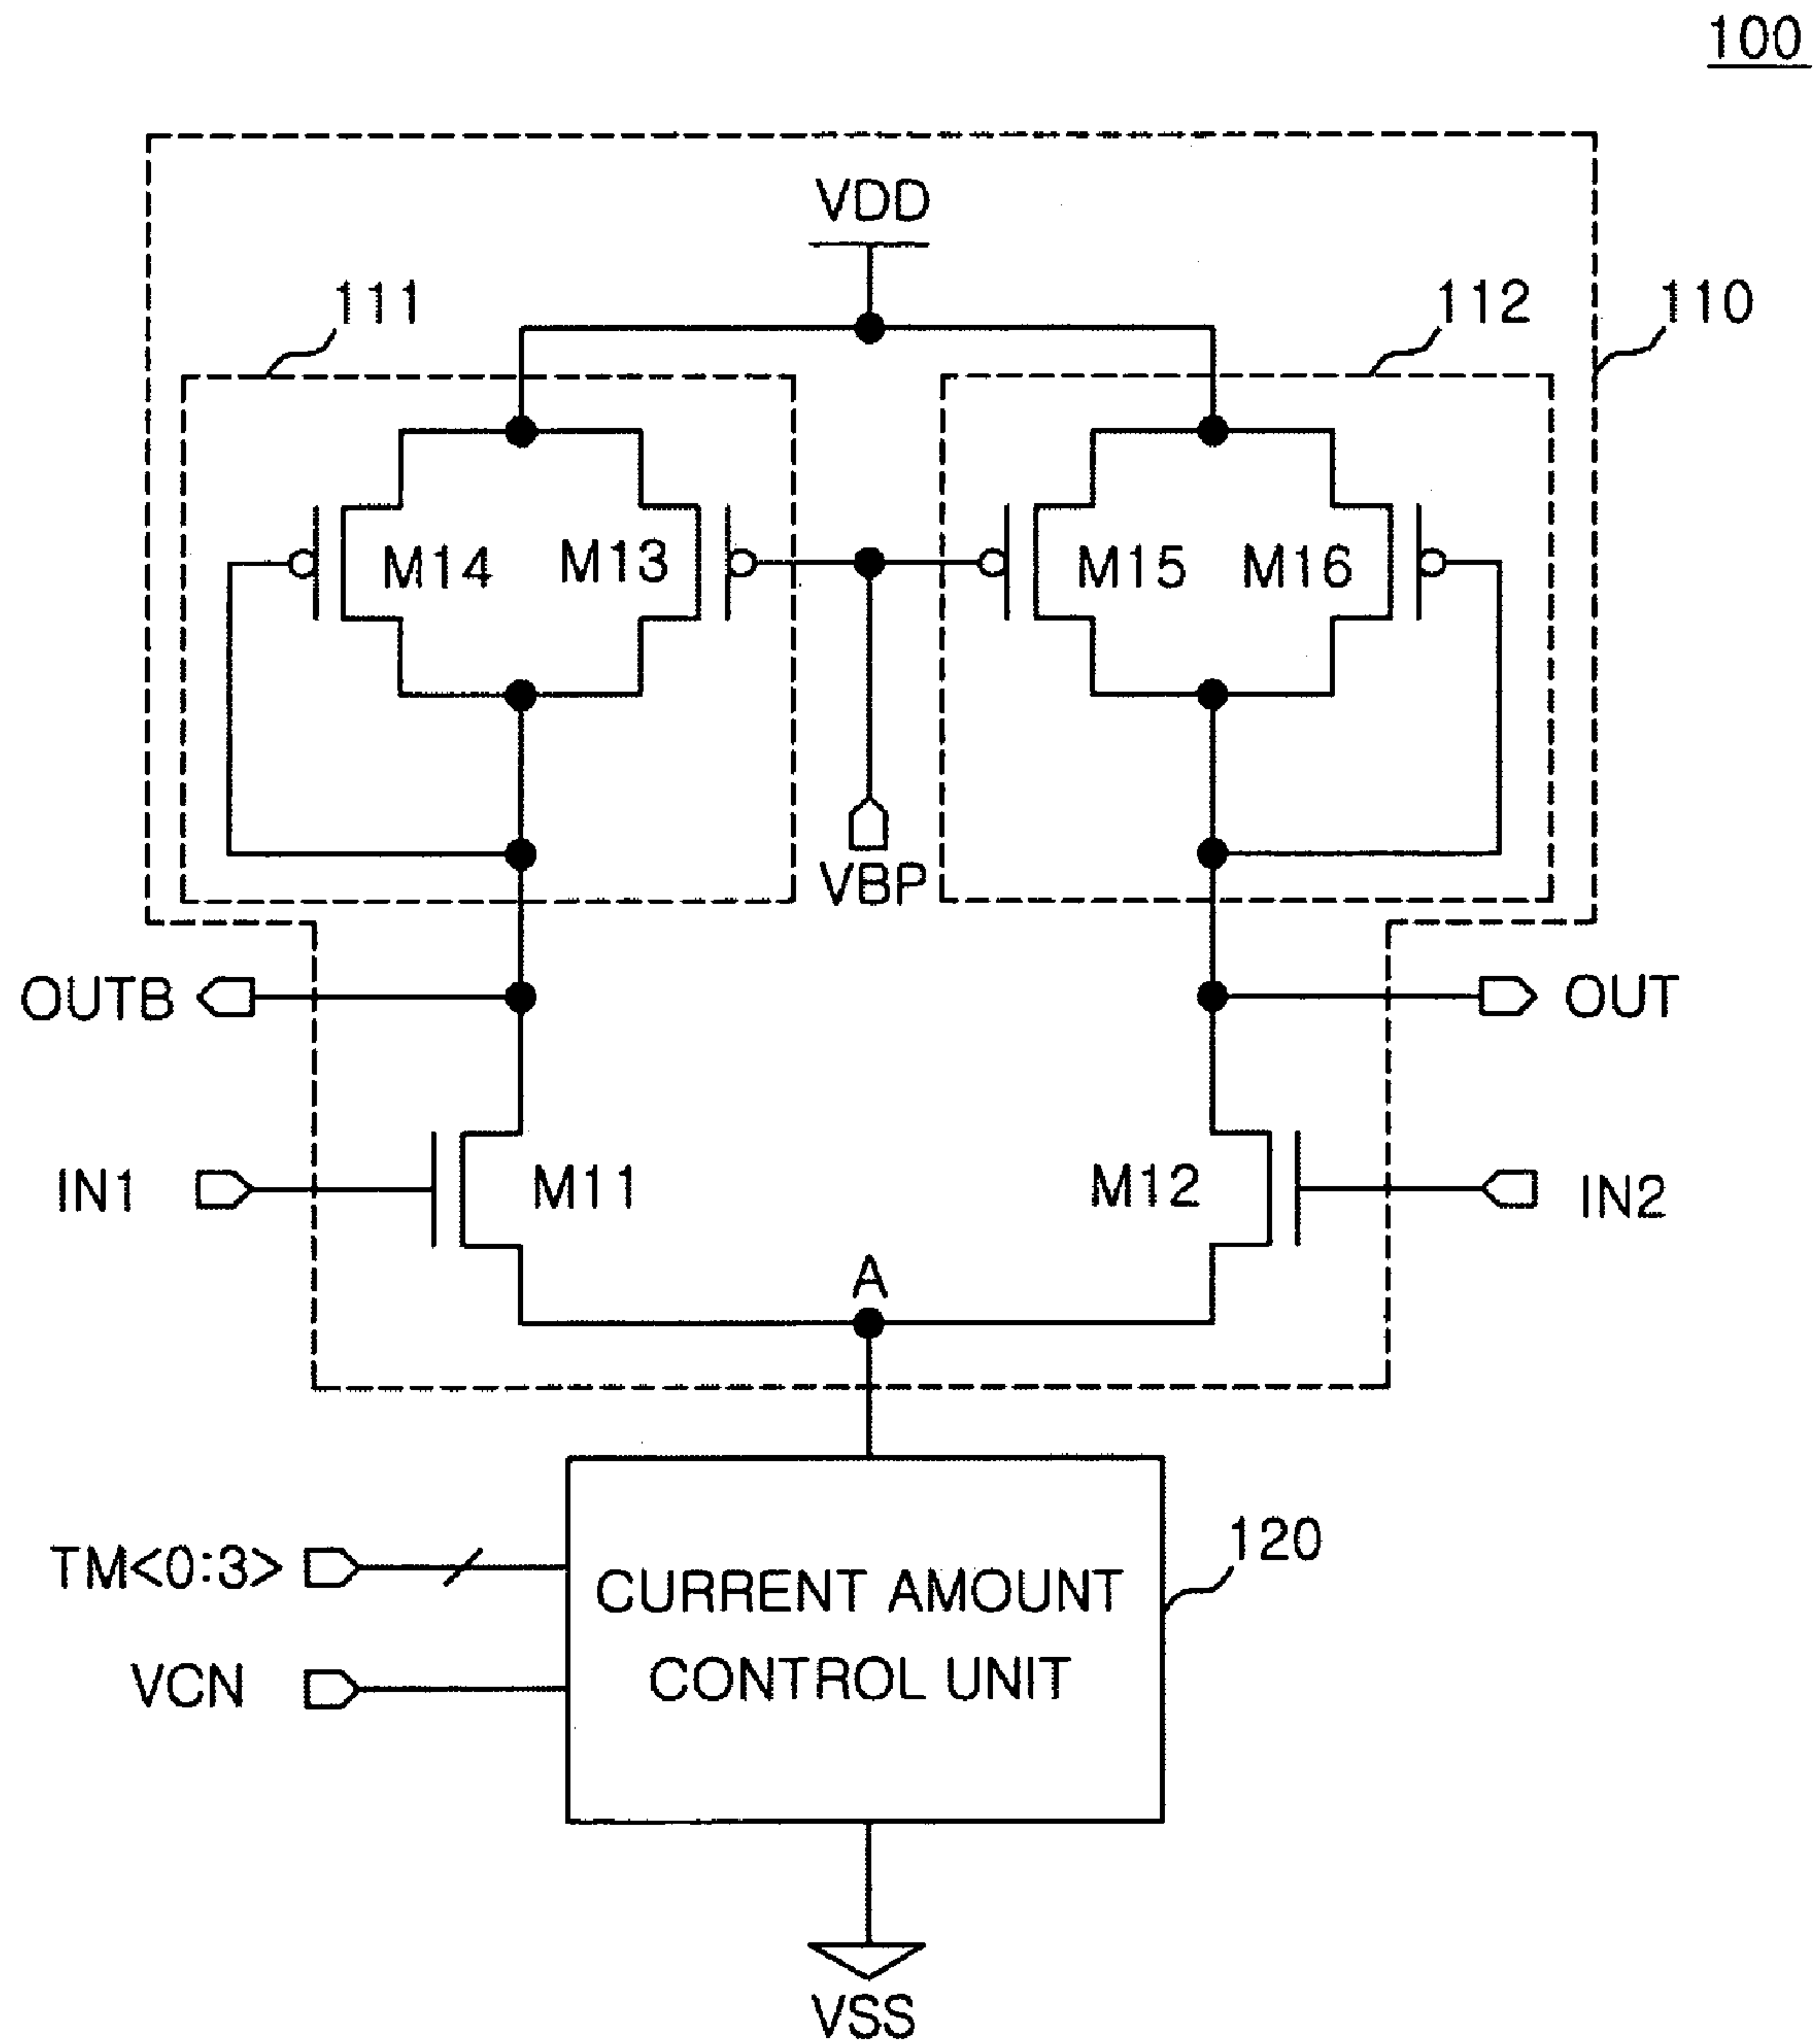 100
VDD
111
112
110
M14
M13
M15
M16
VBP
OUTB
OUT
IN1
M11
M12
IN2
A
TM<0:3>
120
CURRENT AMOUNT
CONTROL UNIT
VCN
VSS